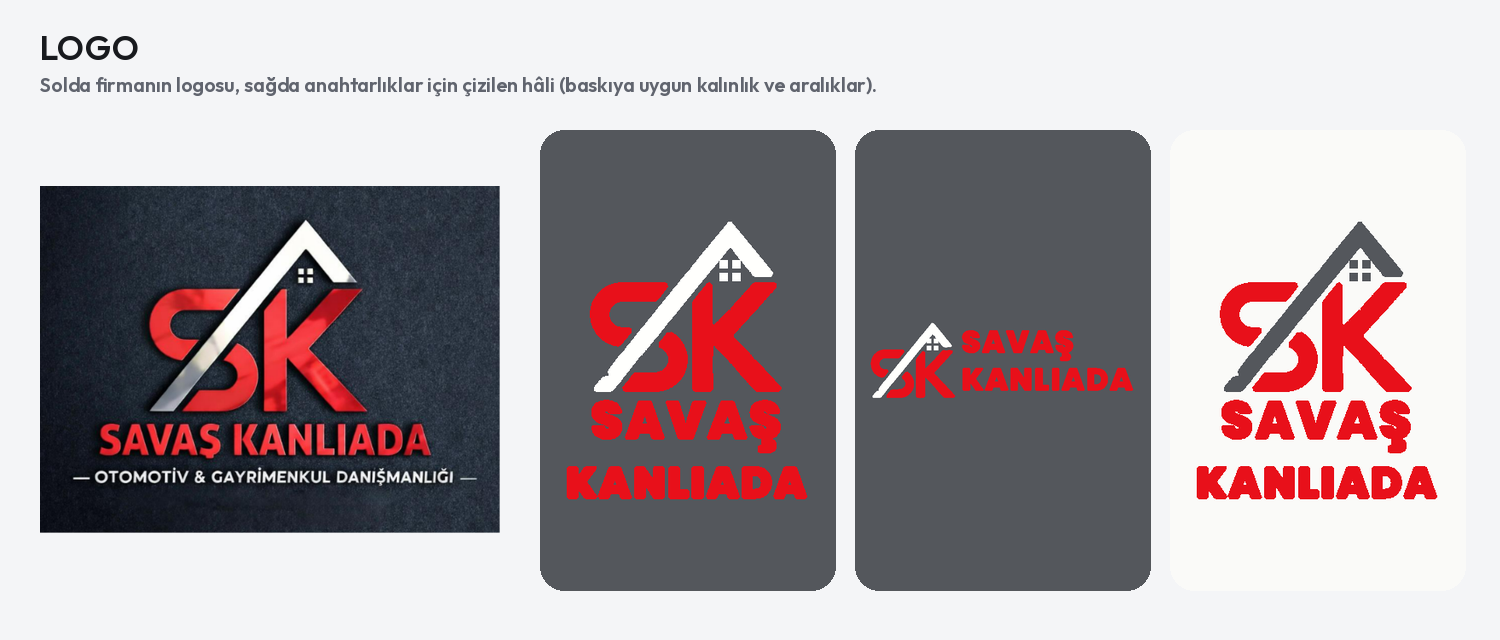 LOGO
Solda firmanın logosu, sağda anahtarlıklar için çizilen hâli (baskıya uygun kalınlık ve aralıklar).
SK
SAVAŞ KANLIADA
— OTOMOTİV & GAYRİMENKUL DANIŞMANLIĞI —
SK
SAVAŞ
KANLIADA
SK
SAVAŞ
KANLIADA
SK
SAVAŞ
KANLIADA